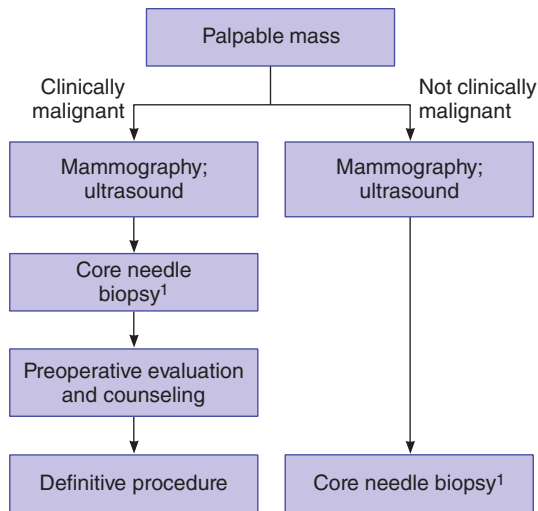 Palpable mass
Clinically
malignant
Not clinically
malignant
Mammography;
ultrasound
Mammography;
ultrasound
Core needle
biopsy¹
Preoperative evaluation
and counseling
Definitive procedure
Core needle biopsy¹